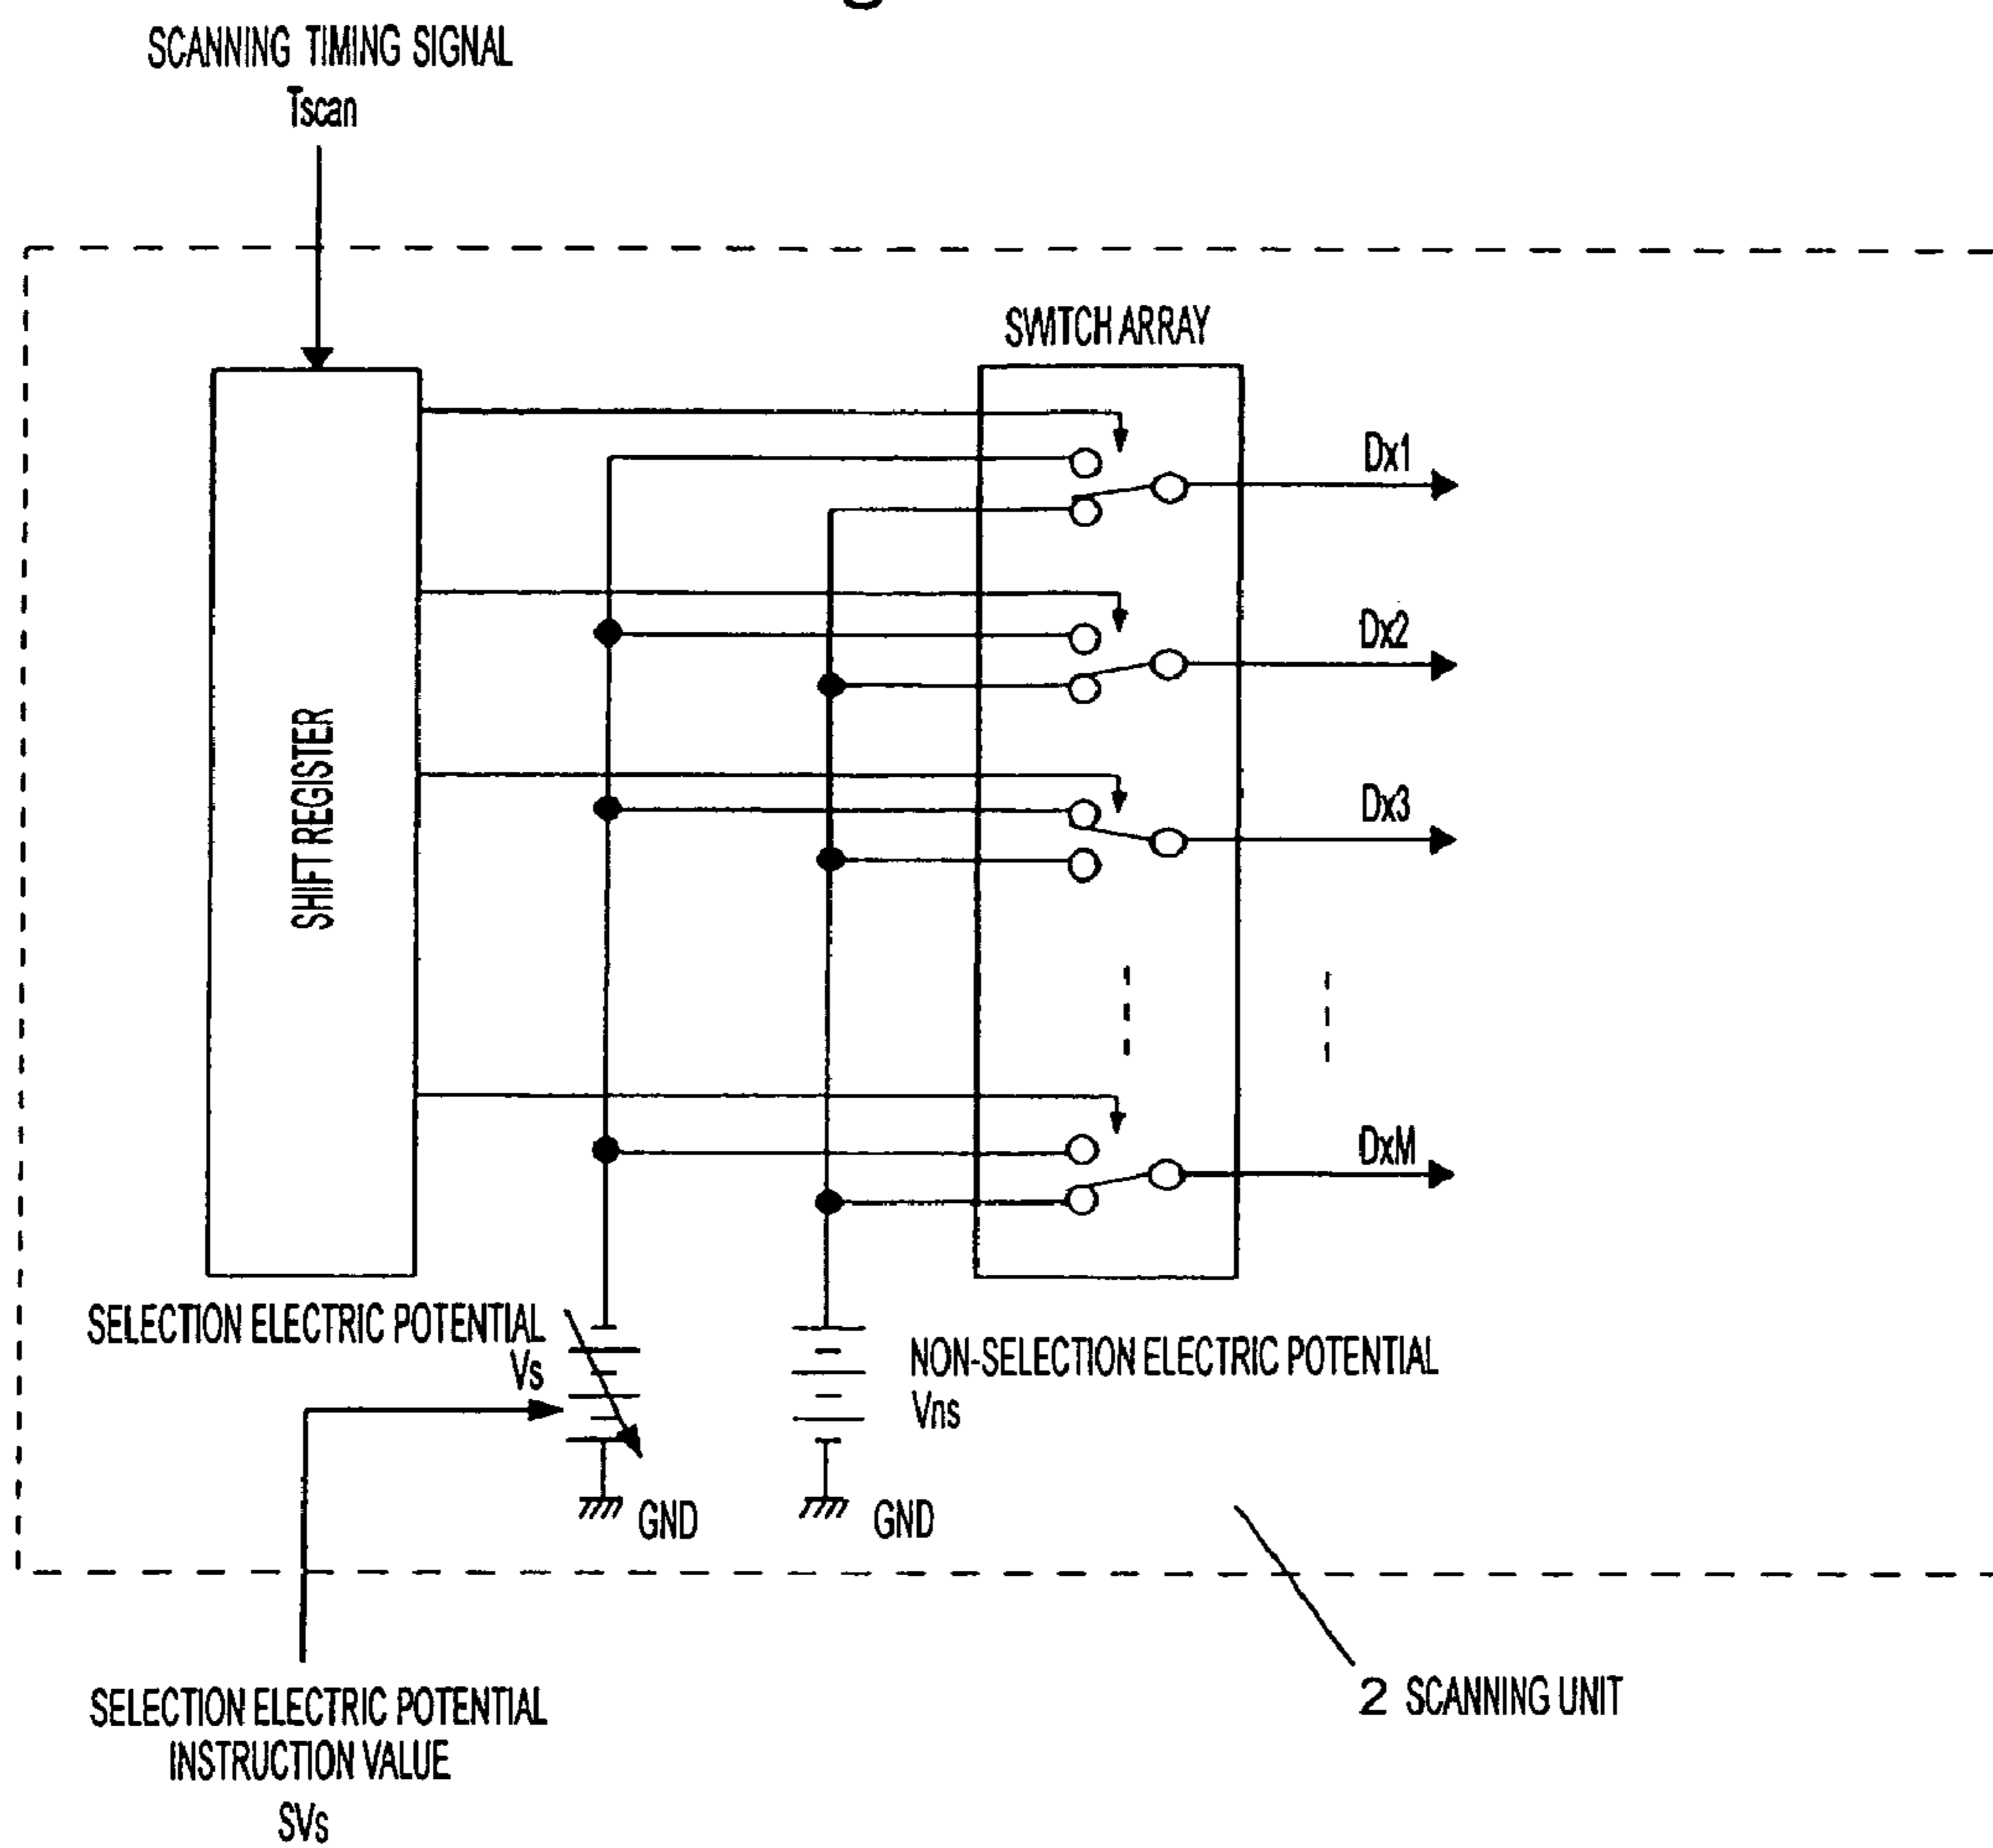 SCANNING TIMING SIGNAL
Tscan
SWITCH ARRAY
Dx1
Dx2
SHIFT REGISTER
Dx3
DxM
SELECTION ELECTRIC POTENTIAL
Vs
NON-SELECTION ELECTRIC POTENTIAL
Vns
GND
GND
2 SCANNING UNIT
SELECTION ELECTRIC POTENTIAL
INSTRUCTION VALUE
SVs